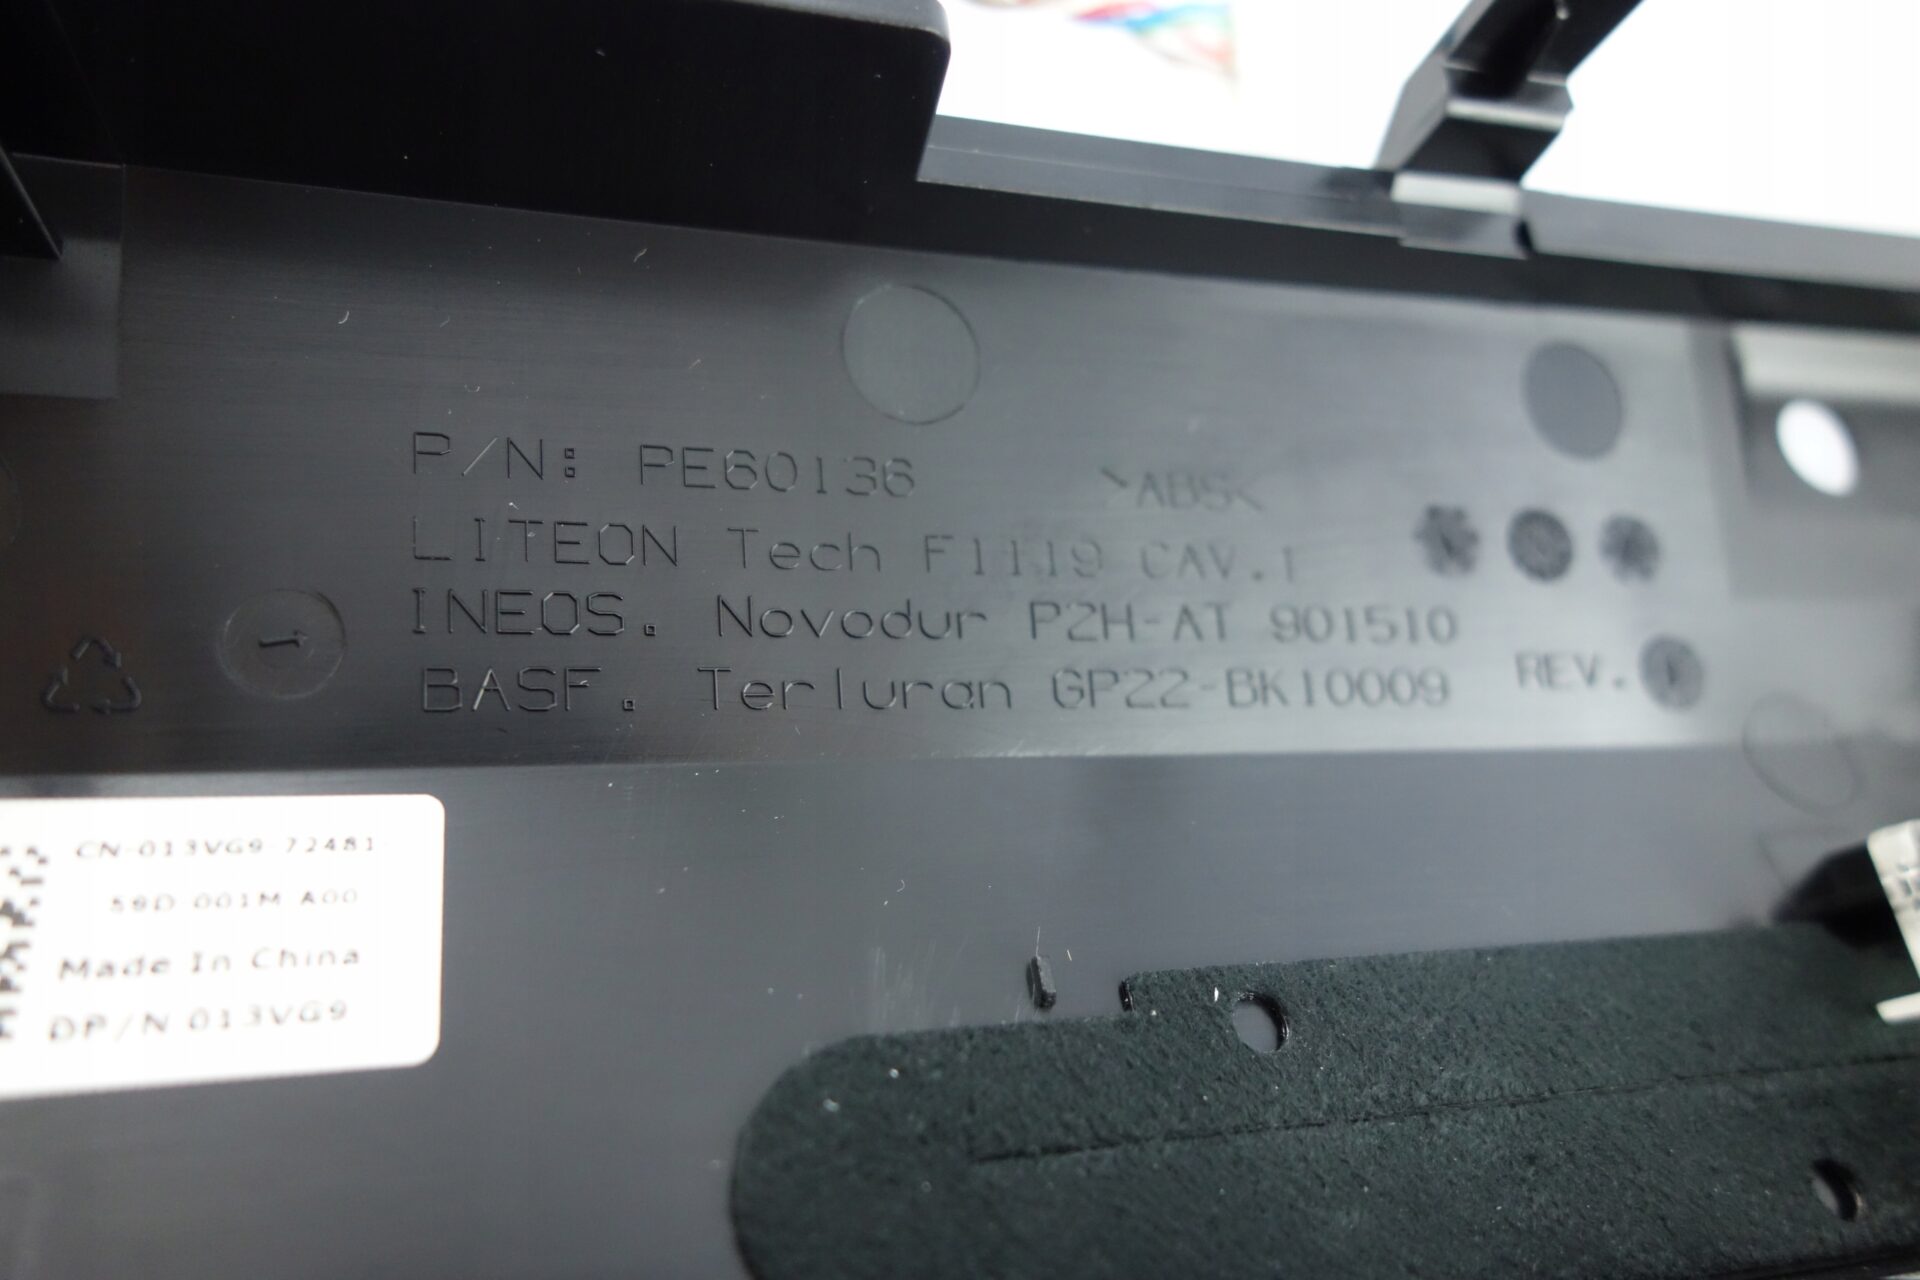 P/N: PE60136 >ABS<
LITEON Tech F1119 CAV.1
INEOS. Novodur P2H-AT 901510
BASF. Terluran GP22-BK10009 REV.
CN-013VG9-72481-
59D-001M A00
Made In China
DP/N 013VG9